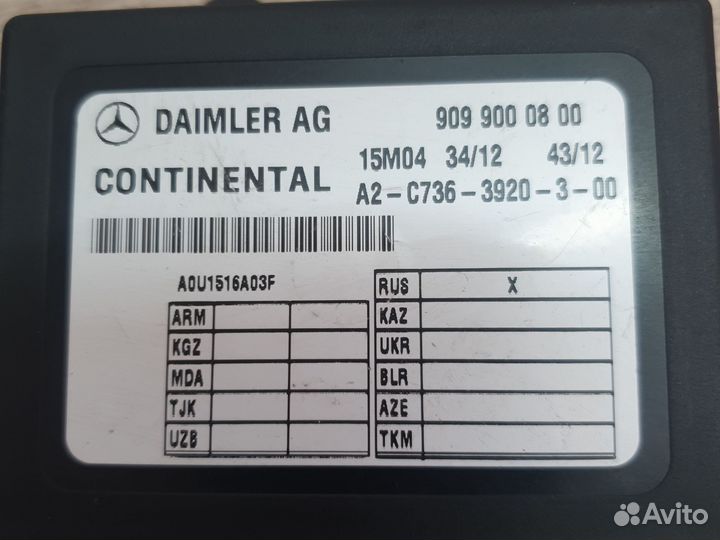 DAIMLER AG 909 900 08 00
15M04 34/12 43/12
CONTINENTAL A2-C736-3920-3-00
A0U1516A03F
RUS X
ARM KAZ
KGZ UKR
MDA BLR
TJK AZE
UZB TKM
Avito